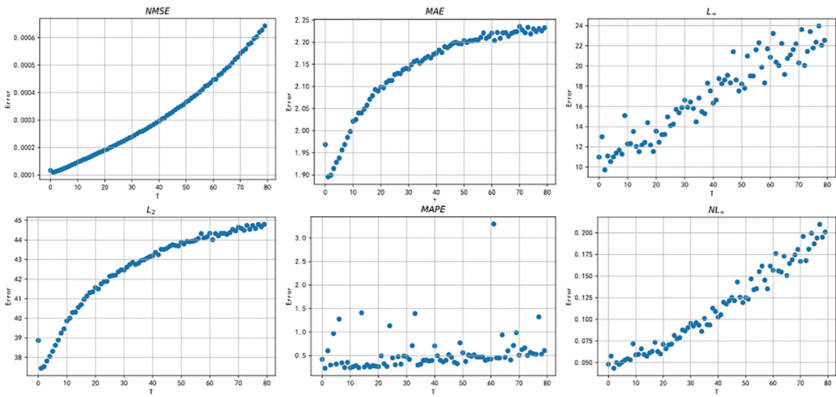 NMSE
0.0006
0.0005
0.0004
0.0003
0.0002
0.0001
Error
0 10 20 30 40 50 60 70 80
T
MAE
2.25
2.20
2.15
2.10
2.05
2.00
1.95
1.90
Error
0 10 20 30 40 50 60 70 80
L∞
24
22
20
18
16
14
12
10
Error
0 10 20 30 40 50 60 70 80
T
L2
45
44
43
42
41
40
39
38
Error
0 10 20 30 40 50 60 70 80
T
MAPE
3.0
2.5
2.0
1.5
1.0
0.5
Error
0 10 20 30 40 50 60 70 80
T
NL∞
0.200
0.175
0.150
0.125
0.100
0.075
0.050
Error
0 10 20 30 40 50 60 70 80
T